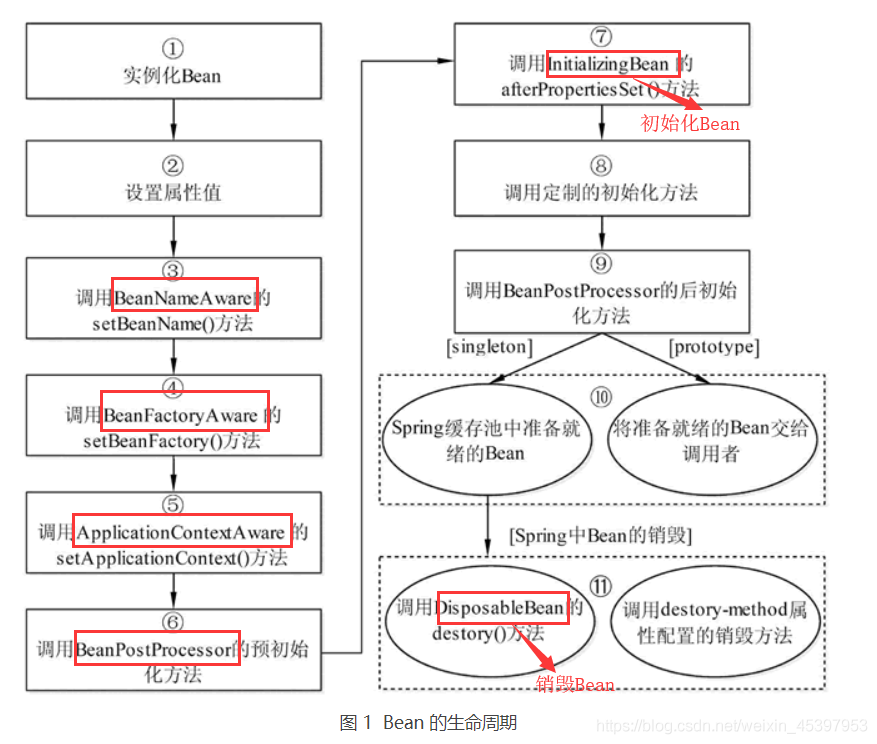 ①
实例化Bean
②
设置属性值
③
调用BeanNameAware的
setBeanName()方法
④
调用BeanFactoryAware 的
setBeanFactory()方法
⑤
调用ApplicationContextAware 的
setApplicationContext()方法
⑥
调用BeanPostProcessor的预初始
化方法
⑦
调用InitializingBean 的
afterPropertiesSet()方法
初始化Bean
⑧
调用定制的初始化方法
⑨
调用BeanPostProcessor的后初始
化方法
[singleton]
[prototype]
⑩
Spring缓存池中准备就
绪的Bean
将准备就绪的Bean交给
调用者
[Spring中Bean的销毁]
⑪
调用DisposableBean的
destory()方法
调用destory-method属
性配置的销毁方法
销毁Bean
图 1 Bean 的生命周期
https://blog.csdn.net/weixin_45397953